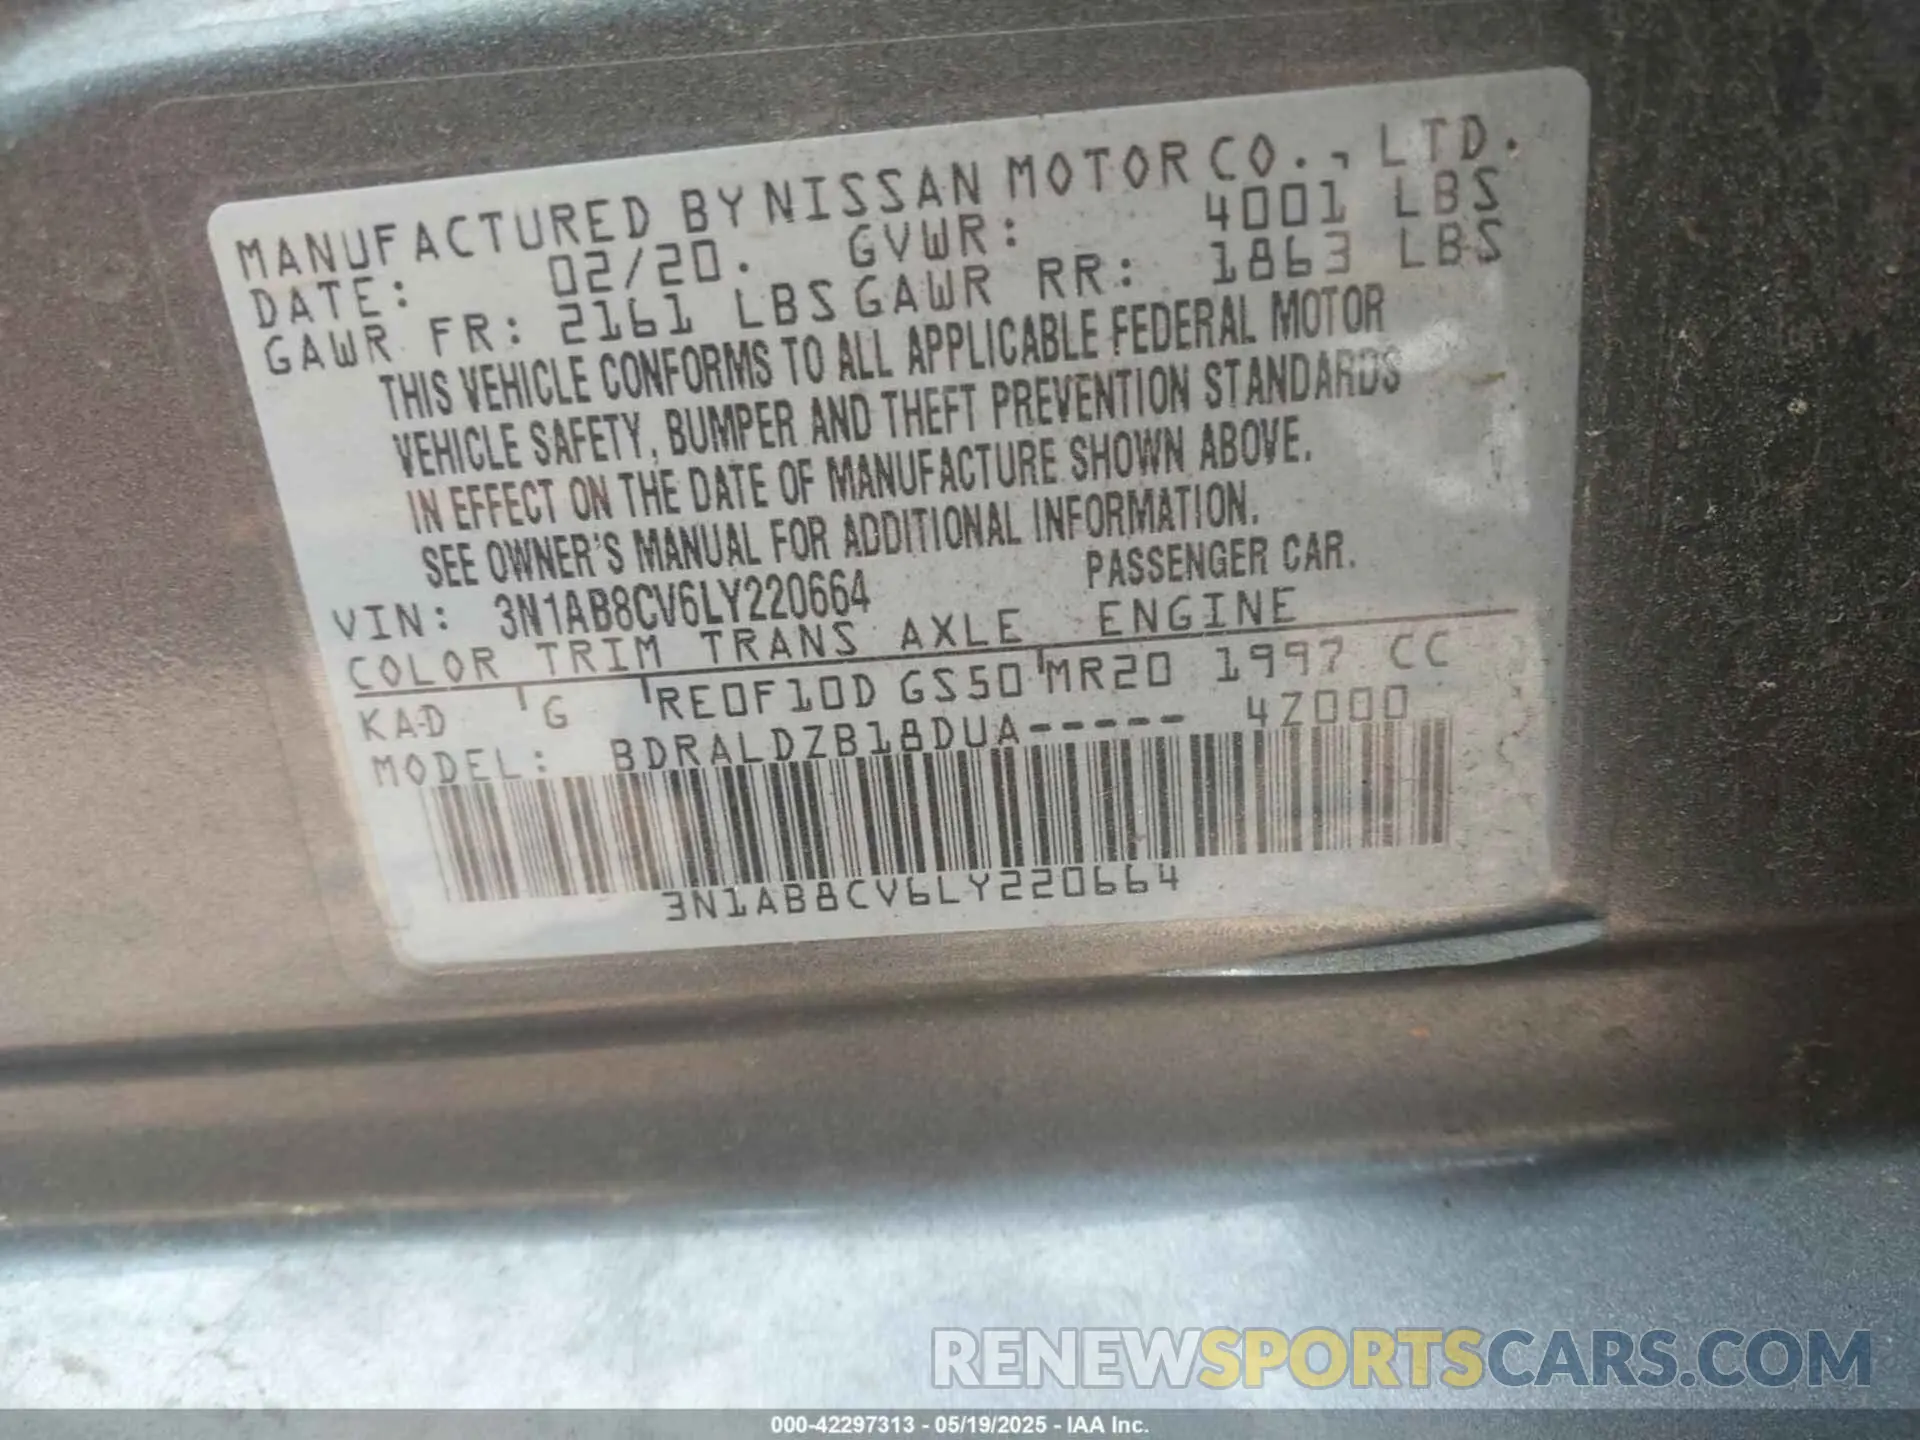 MANUFACTURED BY NISSAN MOTOR CO., LTD.
DATE: 02/20. GVWR: 4001 LBS
GAWR FR: 2161 LBS GAWR RR: 1863 LBS
THIS VEHICLE CONFORMS TO ALL APPLICABLE FEDERAL MOTOR
VEHICLE SAFETY, BUMPER AND THEFT PREVENTION STANDARDS
IN EFFECT ON THE DATE OF MANUFACTURE SHOWN ABOVE.
SEE OWNER'S MANUAL FOR ADDITIONAL INFORMATION.
VIN: 3N1AB8CV6LY220664 PASSENGER CAR.
COLOR TRIM TRANS AXLE ENGINE
KAD G RE0F10D GS50 MR20 1997 CC
MODEL: BDRALDZB18DUA----- 4Z000
3N1AB8CV6LY220664
RENEWSPORTSCARS.COM
000-42297313 - 05/19/2025 - IAA Inc.